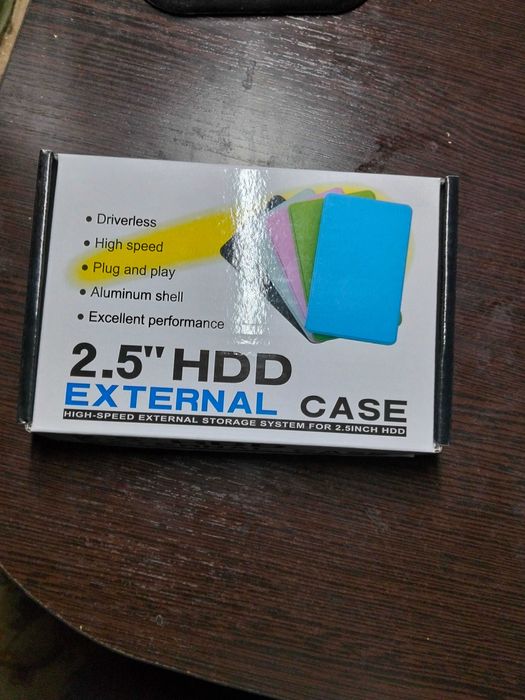 • Driverless
• High speed
• Plug and play
• Aluminum shell
• Excellent performance
2.5" HDD
EXTERNAL CASE
HIGH-SPEED EXTERNAL STORAGE SYSTEM FOR 2.5INCH HDD